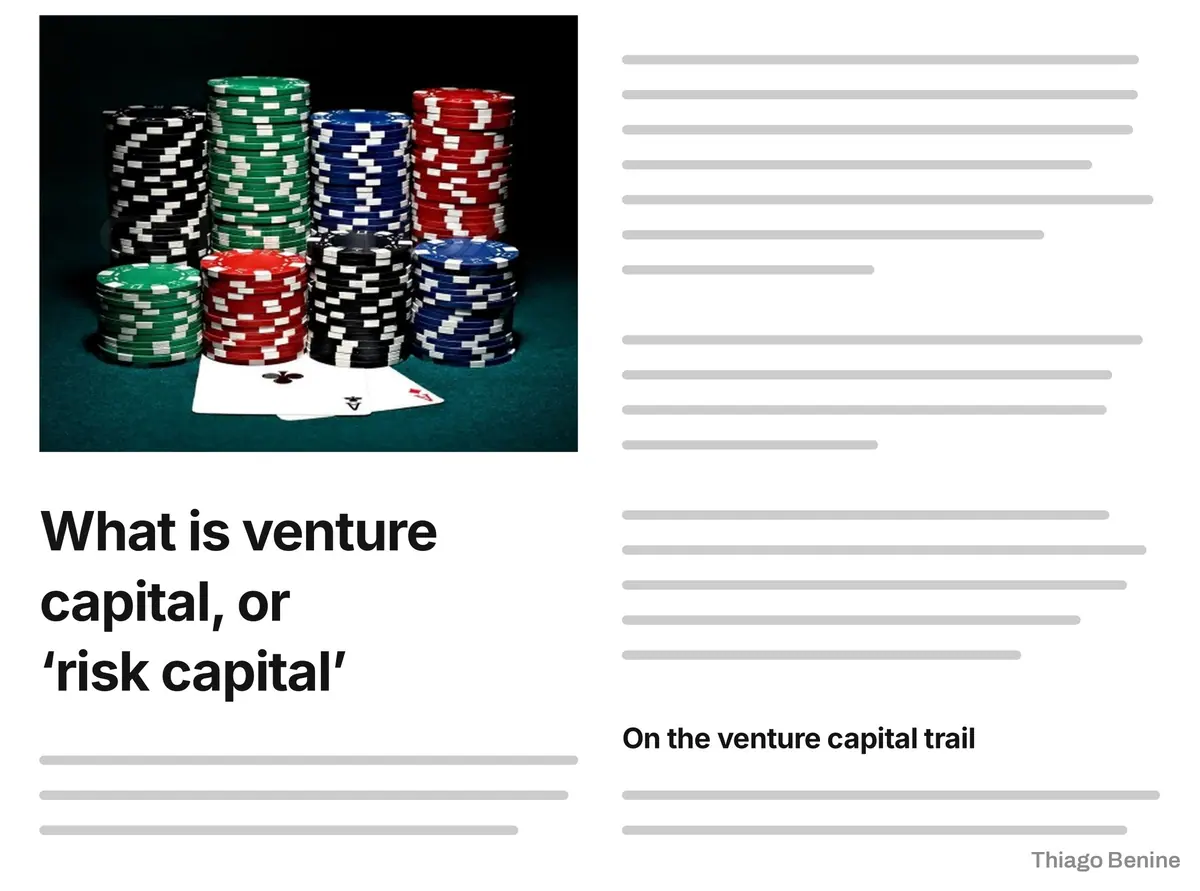 What is venture
capital, or
‘risk capital’
On the venture capital trail
Thiago Benine
A
A